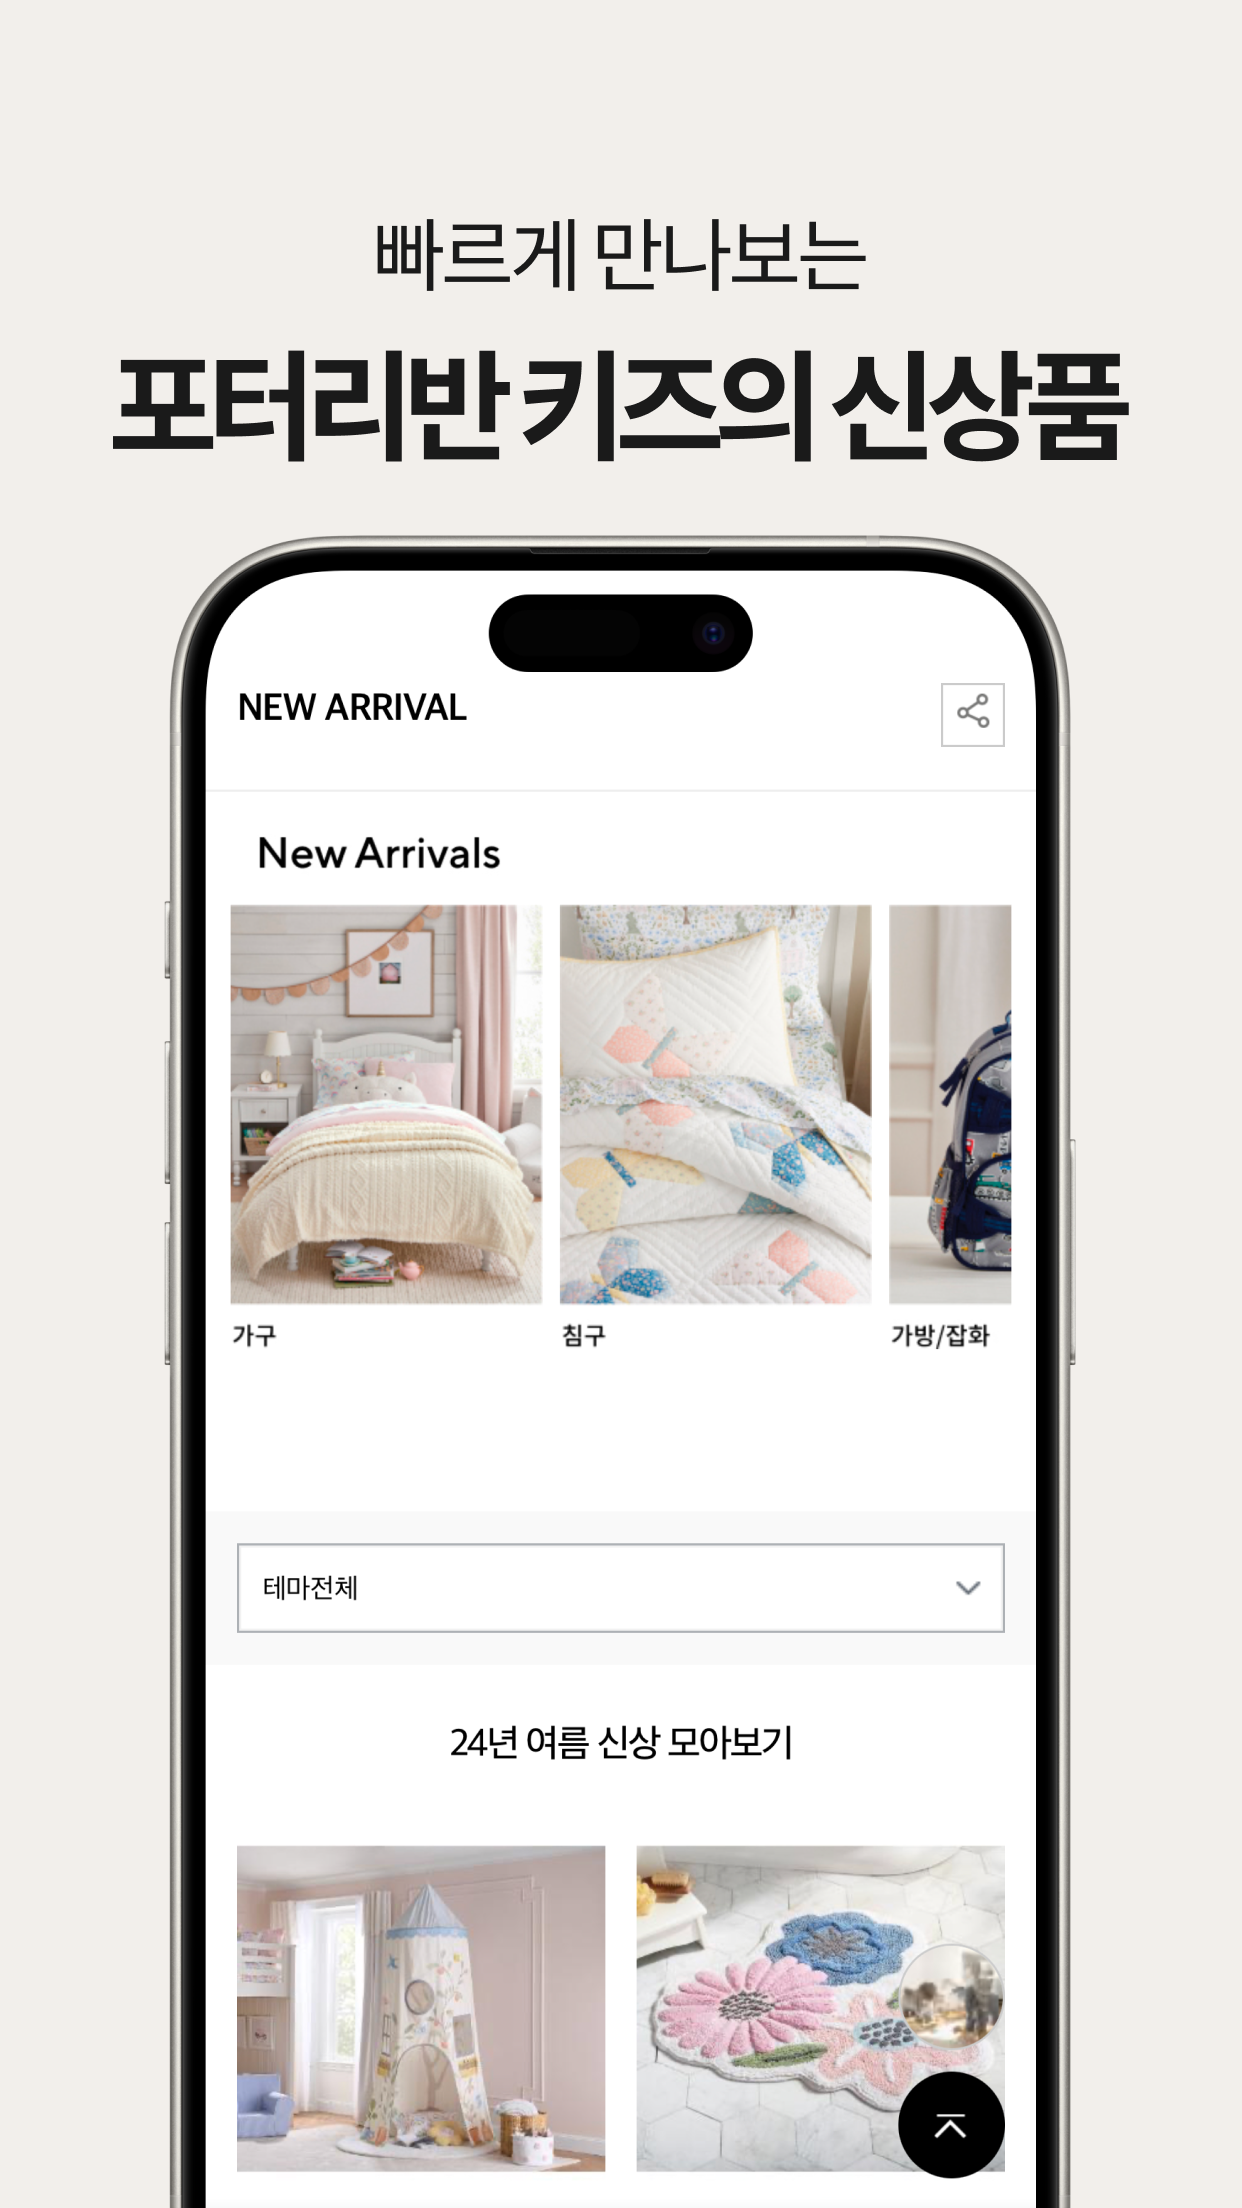 빠르게 만나보는
포터리반 키즈의 신상품
NEW ARRIVAL
New Arrivals
가구
침구
가방/잡화
테마전체
24년 여름 신상 모아보기